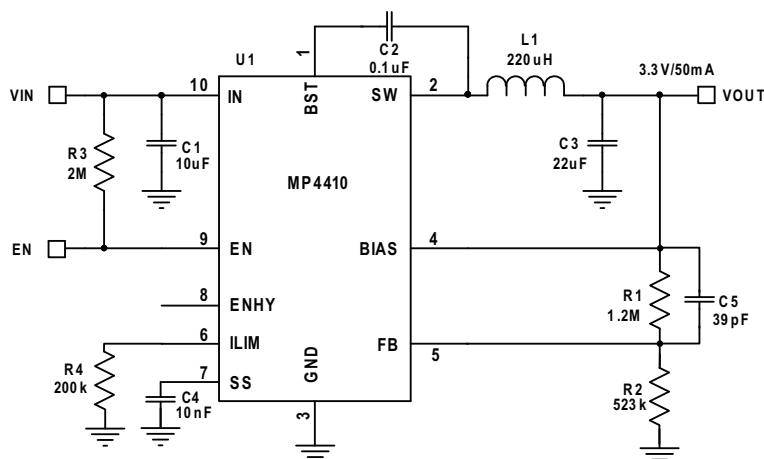 U1
1
C2
0.1uF
L1
220uH
3.3V/50mA
VIN
10
IN
BST
SW
2
VOUT
R3
2M
C1
10uF
C3
22uF
MP4410
EN
9
EN
BIAS
4
8
ENHY
R1
1.2M
C5
39pF
6
ILIM
FB
5
R4
200k
7
SS
GND
C4
10nF
3
R2
523k